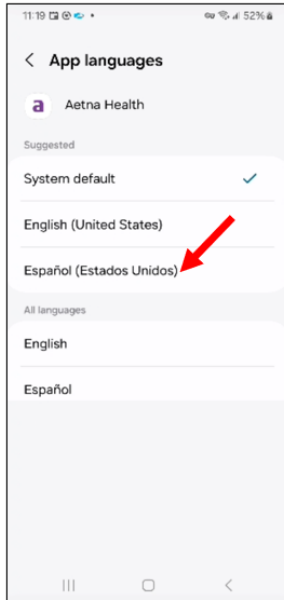 11:19
52%
App languages
a Aetna Health
Suggested
System default
English (United States)
Español (Estados Unidos)
All languages
English
Español